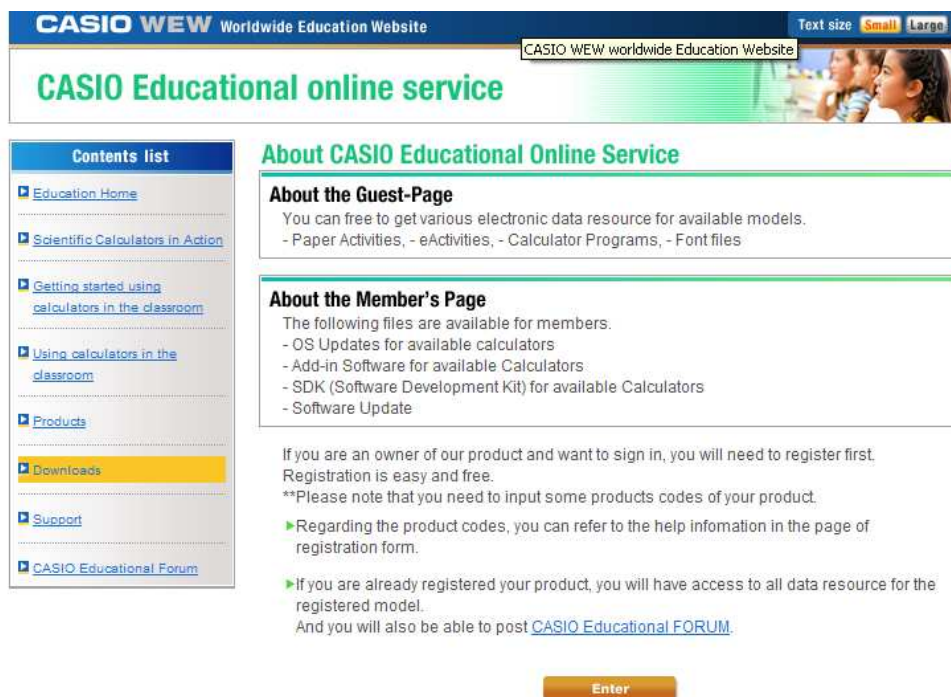 CASIO WEW Worldwide Education Website
Text size Small Large
CASIO WEW worldwide Education Website
CASIO Educational online service
Contents list
Education Home
Scientific Calculators in Action
Getting started using
calculators in the classroom
Using calculators in the
classroom
Products
Downloads
Support
CASIO Educational Forum
About CASIO Educational Online Service
About the Guest-Page
You can free to get various electronic data resource for available models.
- Paper Activities, - eActivities, - Calculator Programs, - Font files
About the Member's Page
The following files are available for members.
- OS Updates for available calculators
- Add-in Software for available Calculators
- SDK (Software Development Kit) for available Calculators
- Software Update
If you are an owner of our product and want to sign in, you will need to register first.
Registration is easy and free.
**Please note that you need to input some products codes of your product.
Regarding the product codes, you can refer to the help infomation in the page of
registration form.
If you are already registered your product, you will have access to all data resource for the
registered model.
And you will also be able to post CASIO Educational FORUM.
Enter